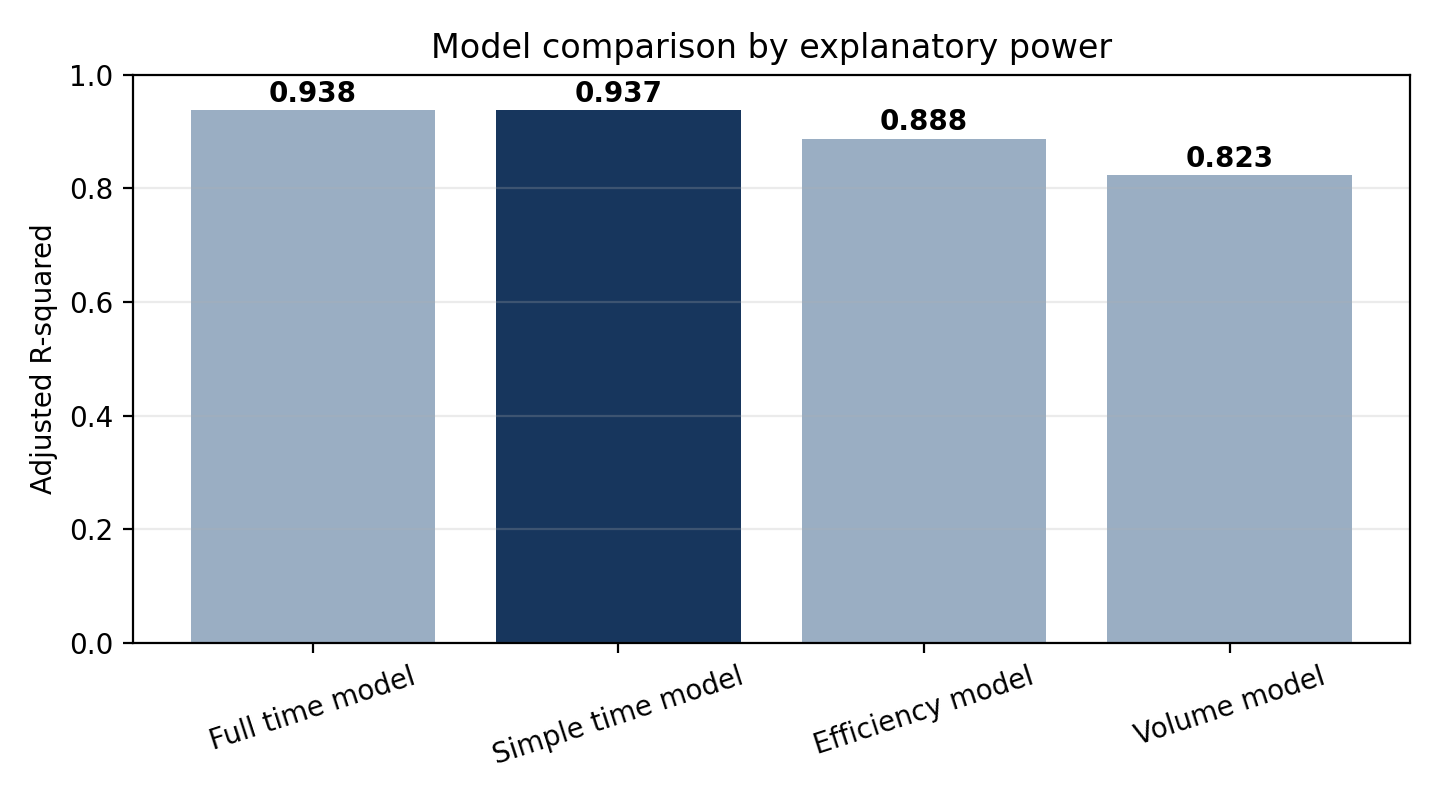 Model comparison by explanatory power
Adjusted R-squared
1.0
0.8
0.6
0.4
0.2
0.0
0.938
0.937
0.888
0.823
Full time model
Simple time model
Efficiency model
Volume model